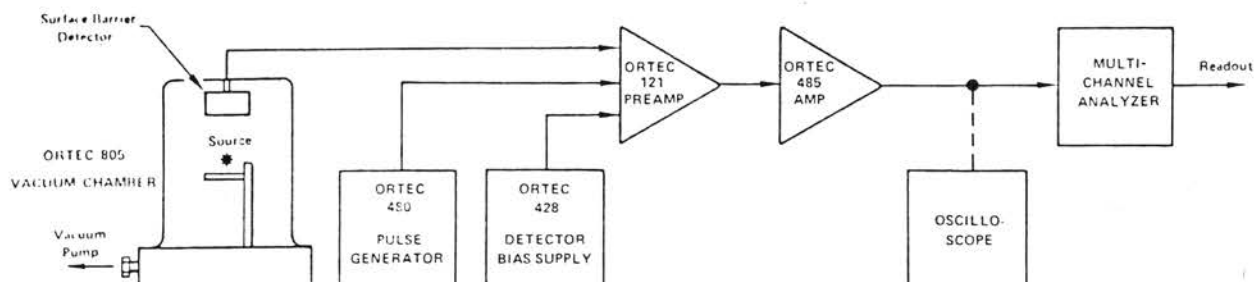 Surface Barrier
Detector
Source
ORTEC 805
VACUUM CHAMBER
Vacuum
Pump
ORTEC
480
PULSE
GENERATOR
ORTEC
428
DETECTOR
BIAS SUPPLY
ORTEC
121
PREAMP
ORTEC
485
AMP
OSCILLO-
SCOPE
MULTI-
CHANNEL
ANALYZER
Readout